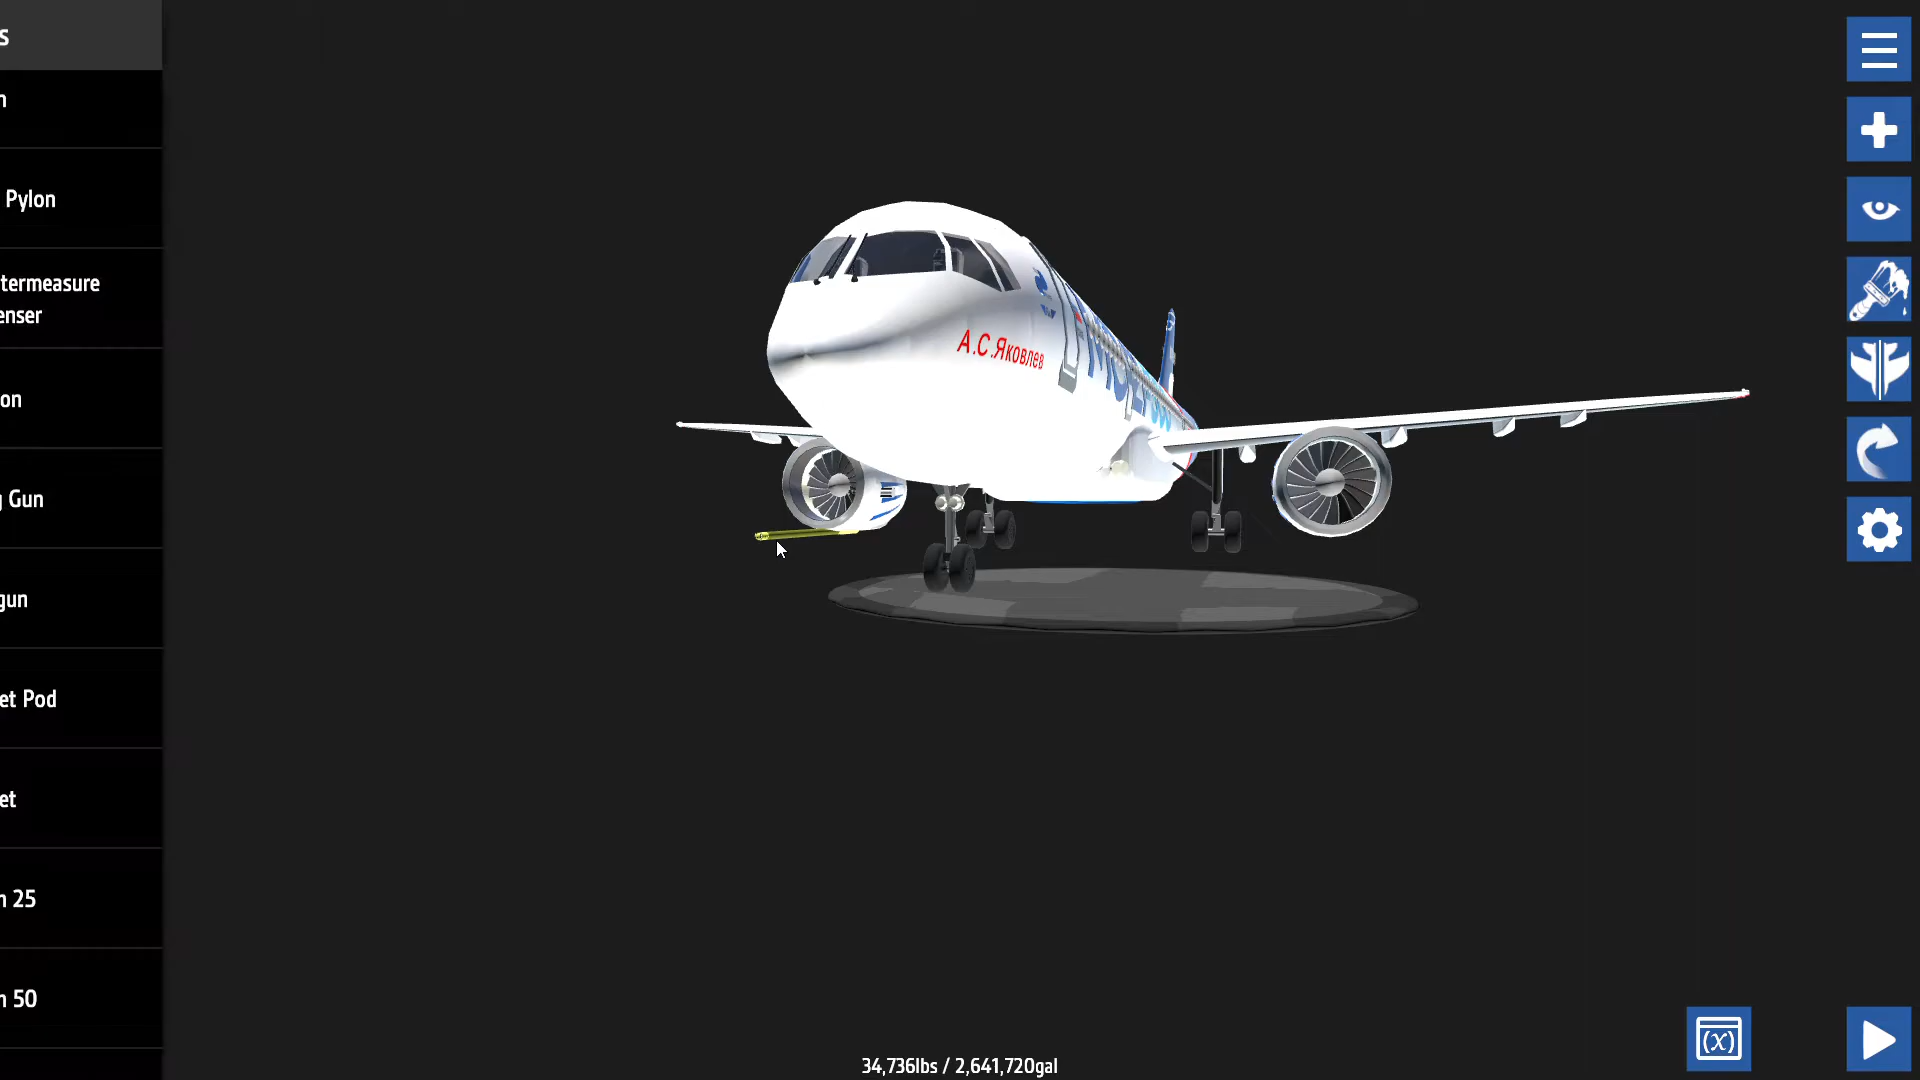 s
n
Pylon
termeasure
enser
on
g Gun
gun
et Pod
et
n 25
n 50
А.С.Яковлев
(x)
34,736lbs / 2,641,720gal